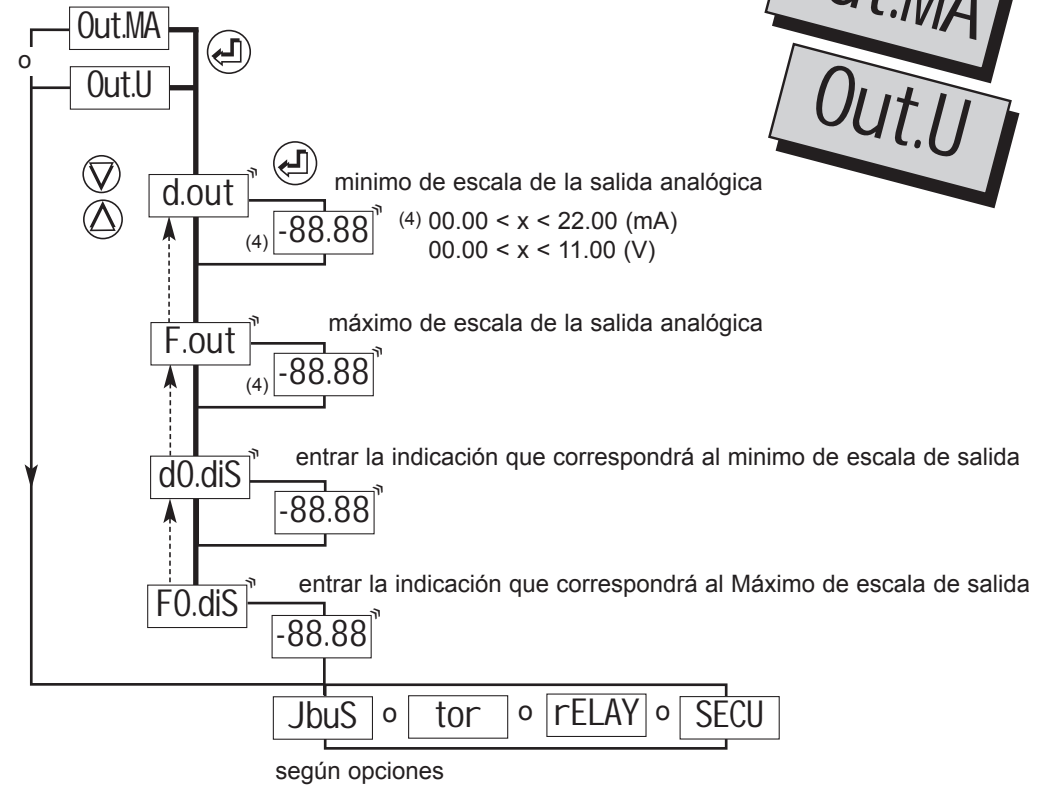 Out.MA
o
Out.U
Out.MA
Out.U
d.out
minimo de escala de la salida analógica
(4) -88.88
(4) 00.00 < x < 22.00 (mA)
00.00 < x < 11.00 (V)
F.out
máximo de escala de la salida analógica
(4) -88.88
d0.diS
entrar la indicación que correspondrá al minimo de escala de salida
-88.88
F0.diS
entrar la indicación que correspondrá al Máximo de escala de salida
-88.88
JbuS o tor o rELAY o SECU
según opciones